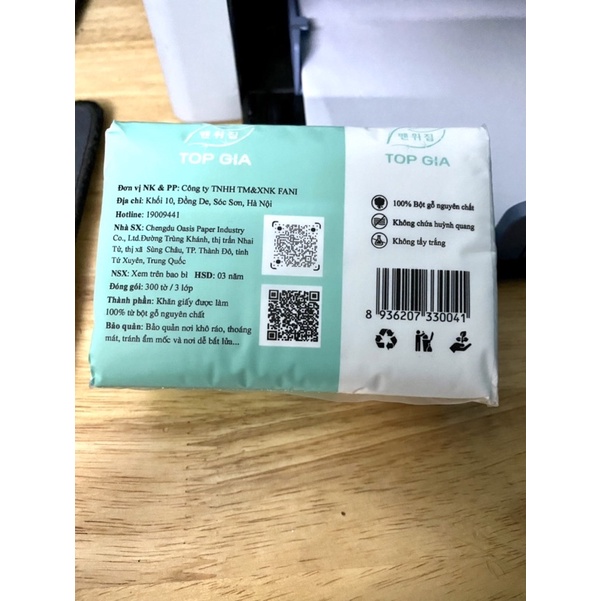 TOP GIA
Đơn vị NK & PP: Công ty TNHH TM&XNK FANI
Địa chỉ: Khối 10, Đồng De, Sóc Sơn, Hà Nội
Hotline: 19009441
Nhà SX: Chengdu Oasis Paper Industry
Co., Ltd.Đường Trùng Khánh, thị trấn Nhai
Tử, thị xã Sùng Châu, TP. Thành Đô, tỉnh
Tứ Xuyên, Trung Quốc
NSX: Xem trên bao bì HSD: 03 năm
Đóng gói: 300 tờ / 3 lớp
Thành phần: Khăn giấy được làm
100% từ bột gỗ nguyên chất
Bảo quản: Bảo quản nơi khô ráo, thoáng
mát, tránh ẩm mốc và nơi dễ bắt lửa...
TOP GIA
100% Bột gỗ nguyên chất
Không chứa huỳnh quang
Không tẩy trắng
8 936207 330041